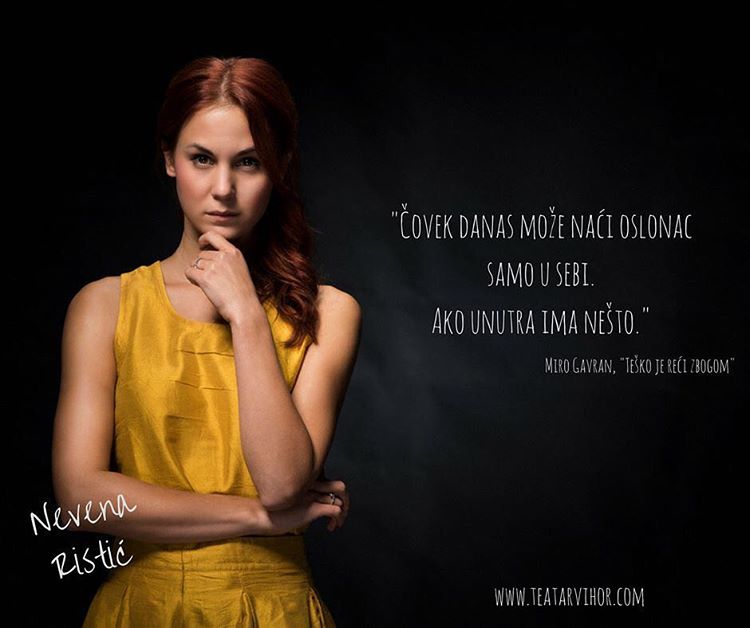 "Čovek danas može naći oslonac
samo u sebi.
Ako unutra ima nešto."
Miro Gavran, "Teško je reći zbogom"
Nevena
Ristić
www.teatarvihor.com